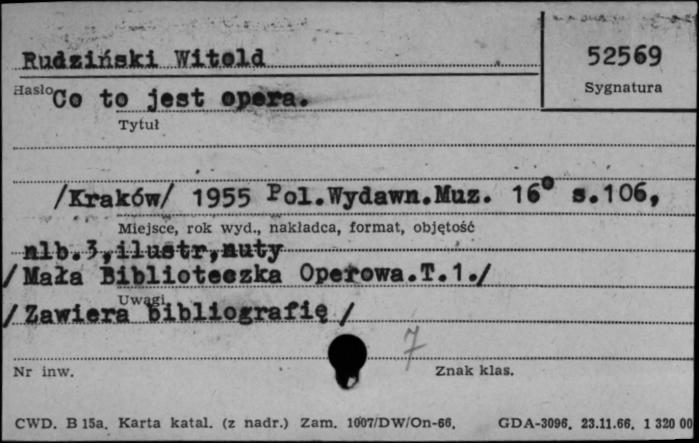 Rudziński Witold
52569
Hasło
Sygnatura
Co to jest opera.
Tytuł
/Kraków/ 1955 Pol.Wydawn.Muz. 16° s.106,
Miejsce, rok wyd., nakładca, format, objętość
nlb.3,ilustr,nuty
/Mała Biblioteczka Operowa.T.1./
Uwagi
/Zawiera bibliografię /
7
Nr inw.
Znak klas.
CWD. B 15a. Karta katal. (z nadr.) Zam. 1007/DW/On-66. GDA-3096. 23.11.66. 1 320 00